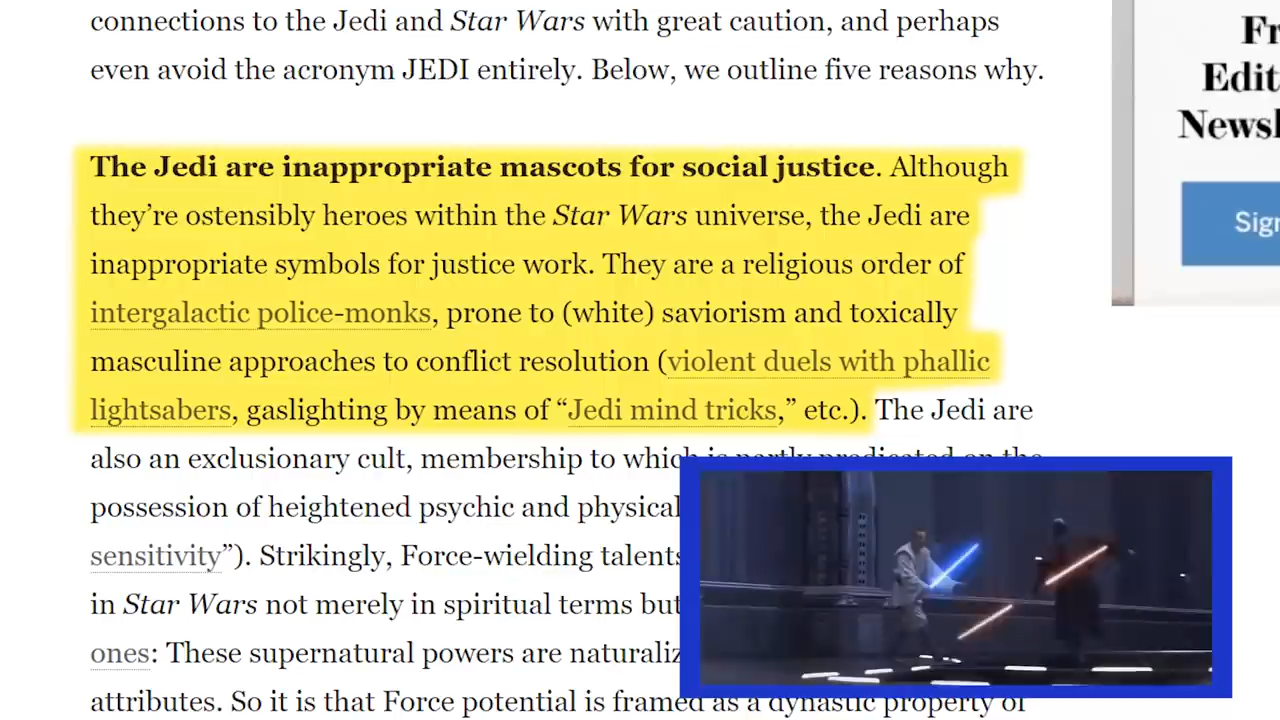 connections to the Jedi and Star Wars with great caution, and perhaps
even avoid the acronym JEDI entirely. Below, we outline five reasons why.
The Jedi are inappropriate mascots for social justice. Although
they’re ostensibly heroes within the Star Wars universe, the Jedi are
inappropriate symbols for justice work. They are a religious order of
intergalactic police-monks, prone to (white) saviorism and toxically
masculine approaches to conflict resolution (violent duels with phallic
lightsabers, gaslighting by means of “Jedi mind tricks,” etc.). The Jedi are
also an exclusionary cult, membership to which is partly predicated on the
possession of heightened psychic and physical
sensitivity”). Strikingly, Force-wielding talents
in Star Wars not merely in spiritual terms but
ones: These supernatural powers are
attributes. So it is that Force potential is framed as a dynastic property of
Edit
Sign